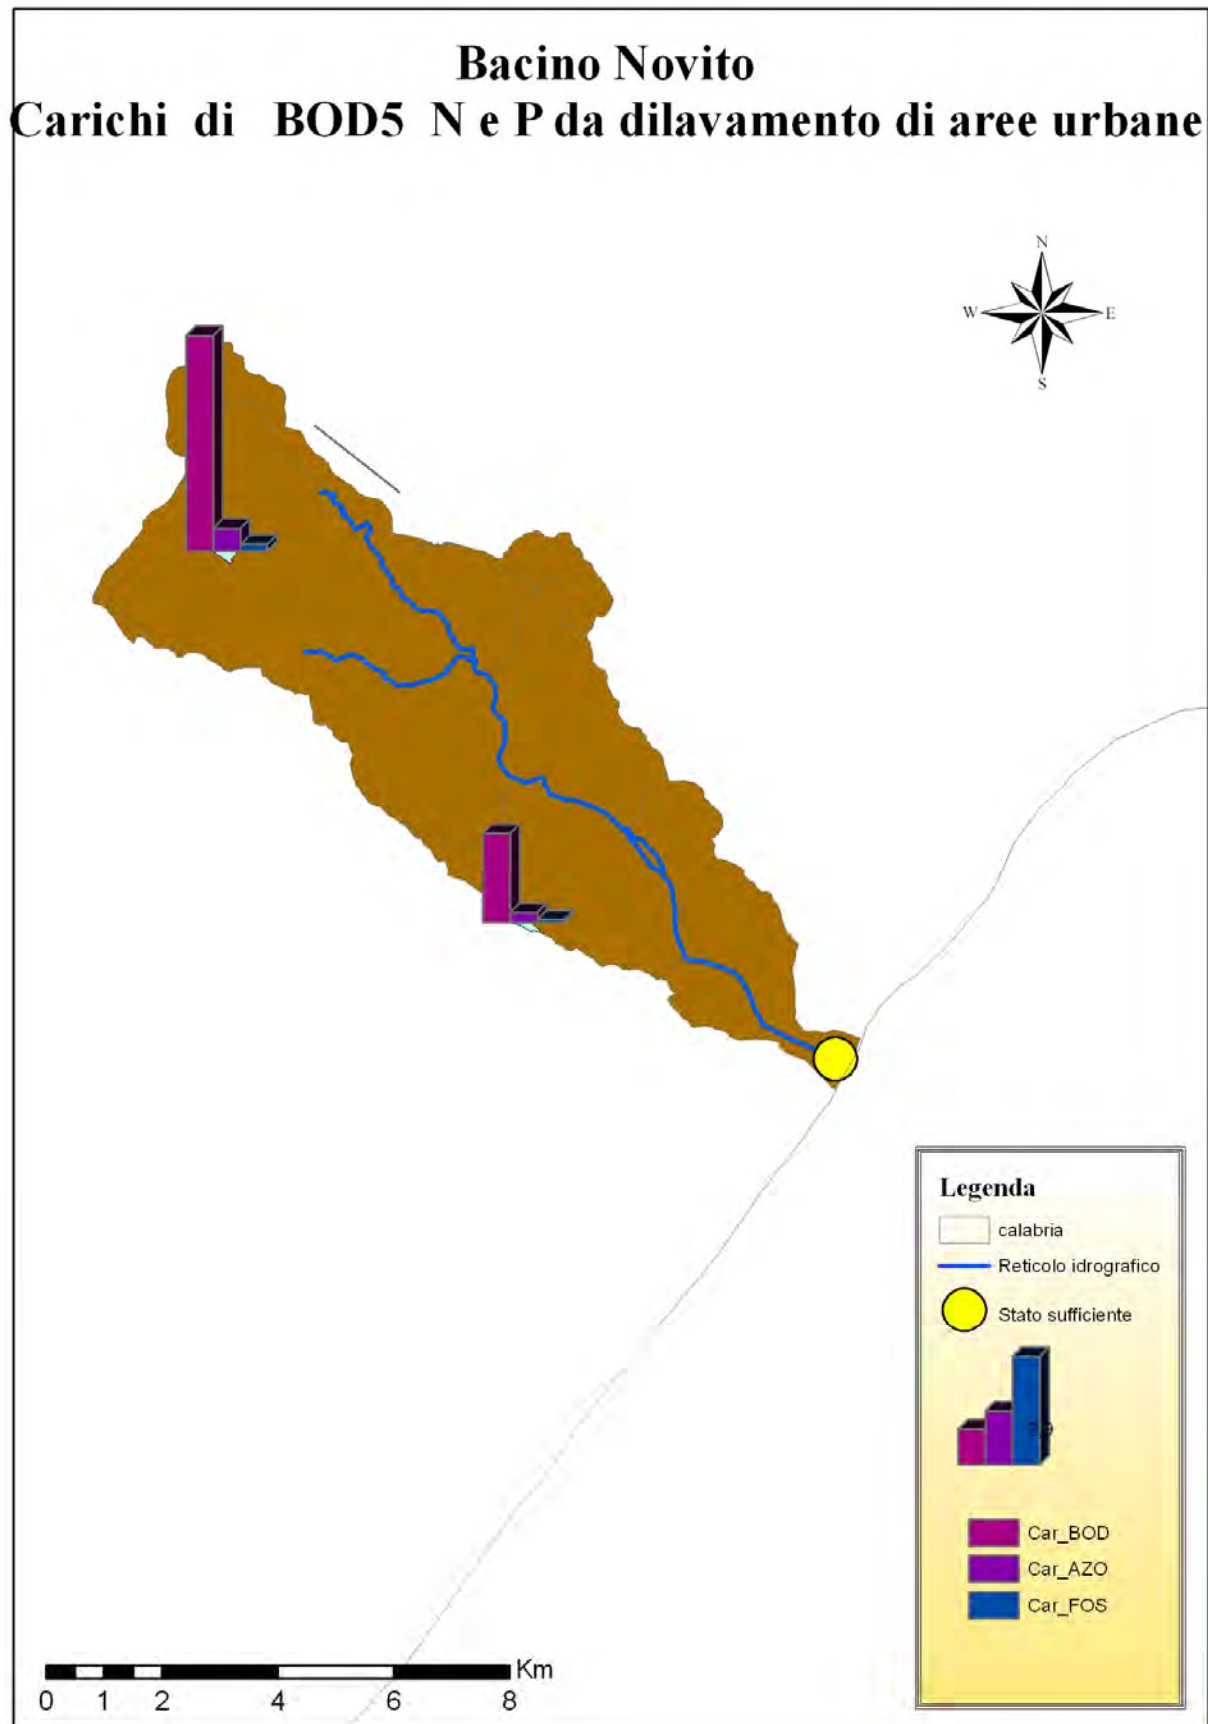 Bacino Novito
Carichi di BOD5 N e P da dilavamento di aree urbane
N
W E
S
Legenda
calabria
Reticolo idrografico
Stato sufficiente
Car_BOD
Car_AZO
Car_FOS
Km
0 1 2 4 6 8